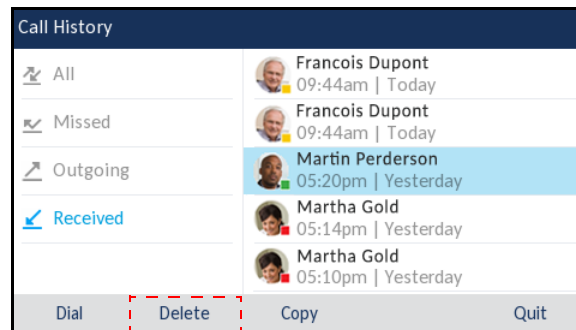 Call History
All
Missed
Outgoing
Received
Francois Dupont
09:44am | Today
Francois Dupont
09:44am | Today
Martin Perderson
05:20pm | Yesterday
Martha Gold
05:14pm | Yesterday
Martha Gold
05:10pm | Yesterday
Dial Delete Copy Quit